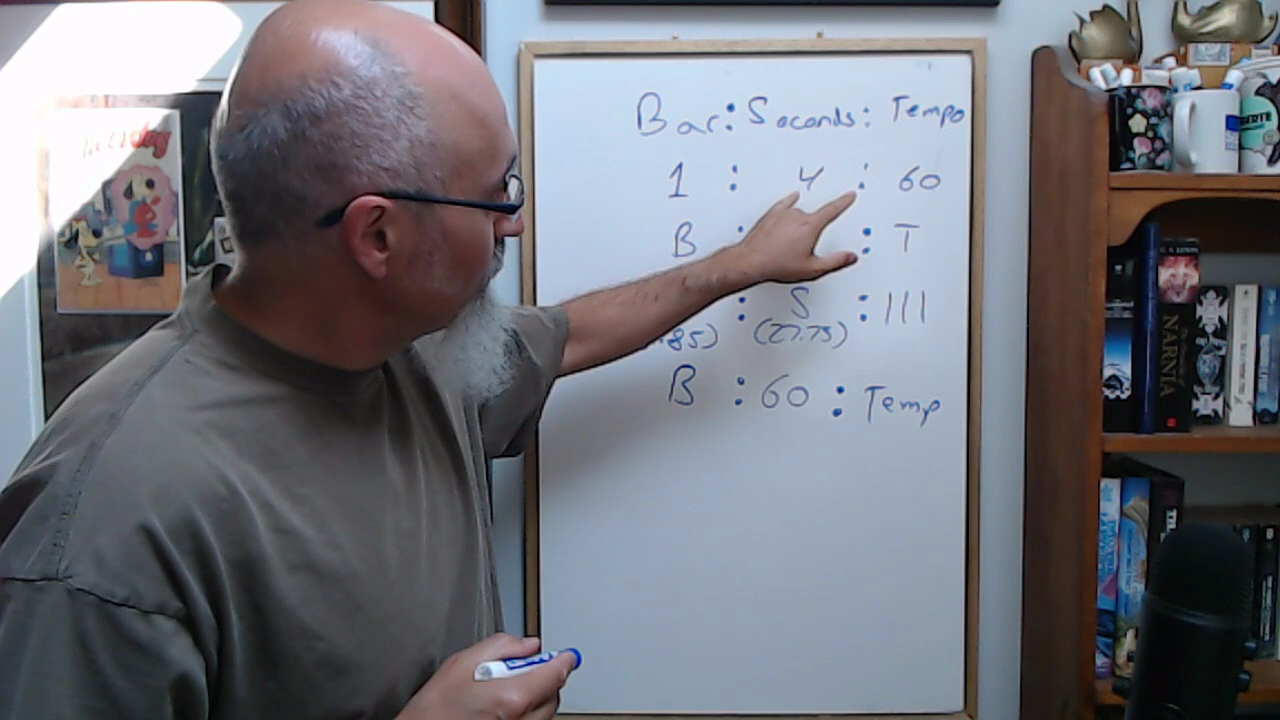 Bar: Seconds: Tempo
1 : 4 : 60
B : : T
: S : 111
.85) (27.75)
B : 60 : Temp
NARNIA